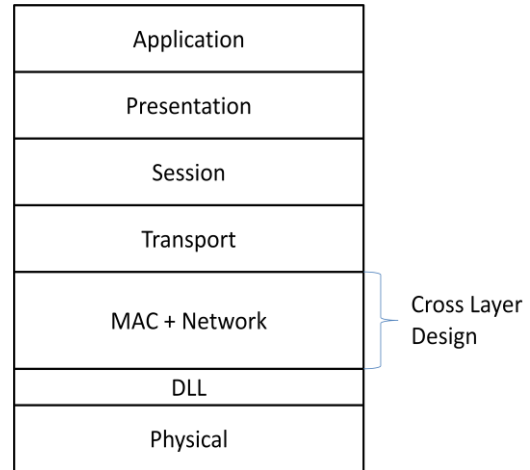 Application
Presentation
Session
Transport
MAC + Network
Cross Layer
Design
DLL
Physical